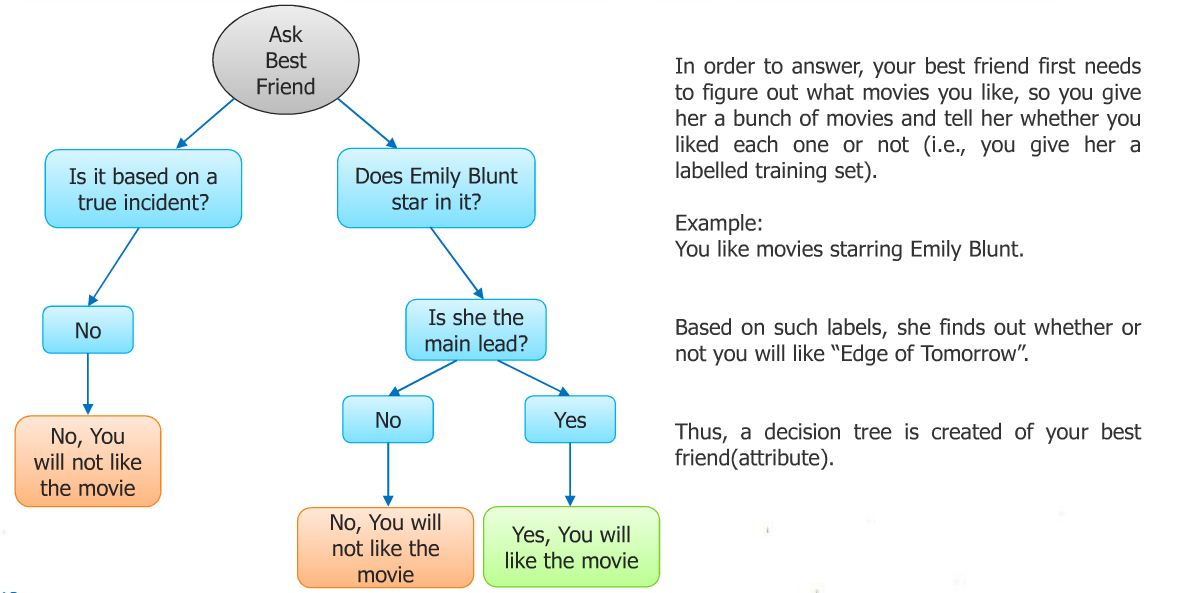 Ask
Best
Friend
Is it based on a
true incident?
Does Emily Blunt
star in it?
No
Is she the
main lead?
No
Yes
No, You
will not like
the movie
No, You will
not like the
movie
Yes, You will
like the movie
In order to answer, your best friend first needs
to figure out what movies you like, so you give
her a bunch of movies and tell her whether you
liked each one or not (i.e., you give her a
labelled training set).
Example:
You like movies starring Emily Blunt.
Based on such labels, she finds out whether or
not you will like “Edge of Tomorrow”.
Thus, a decision tree is created of your best
friend(attribute).